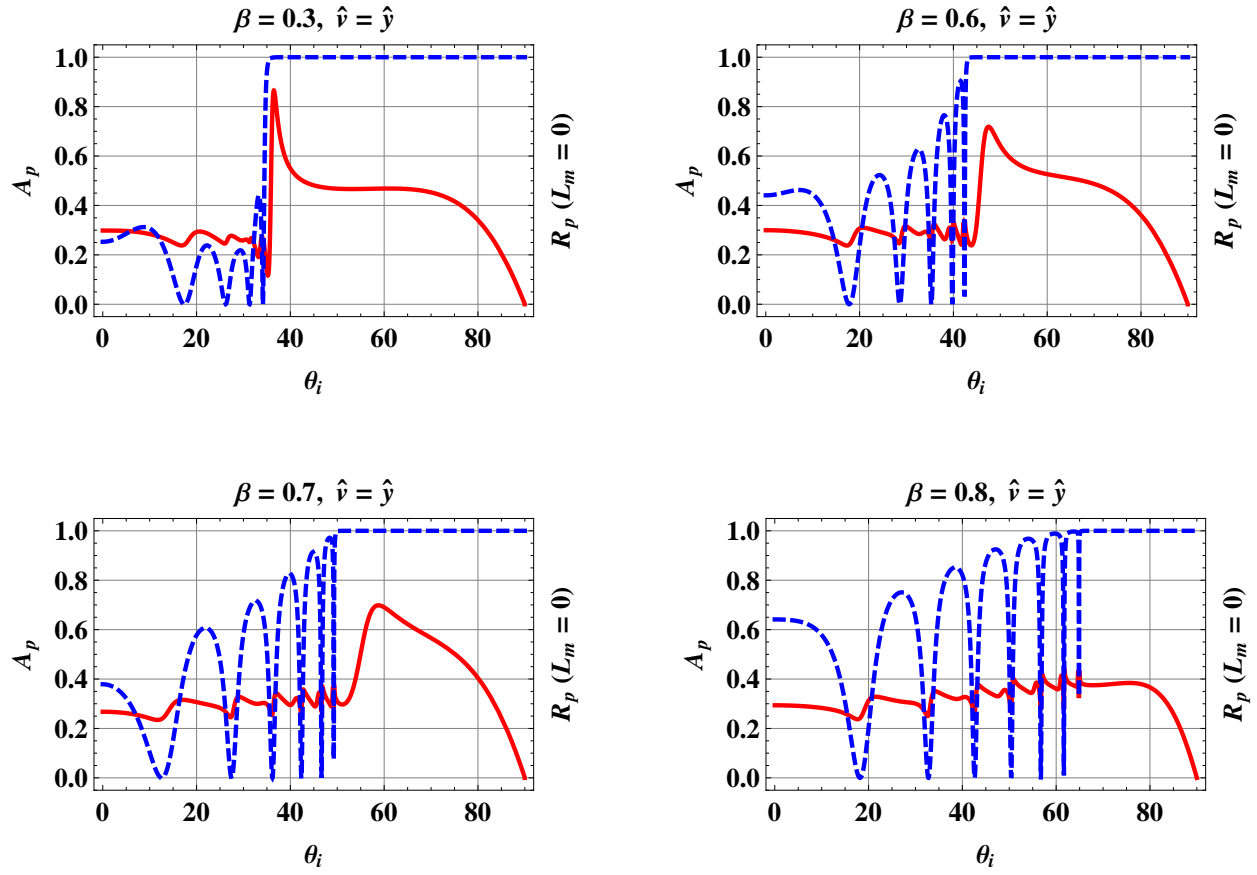 β = 0.3, v̂ = ŷ
1.0
0.8
0.6
0.4
0.2
0.0
A_p
R_p (L_m = 0)
0 20 40 60 80
θ_i
β = 0.6, v̂ = ŷ
1.0
0.8
0.6
0.4
0.2
0.0
A_p
R_p (L_m = 0)
0 20 40 60 80
θ_i
β = 0.7, v̂ = ŷ
1.0
0.8
0.6
0.4
0.2
0.0
A_p
R_p (L_m = 0)
0 20 40 60 80
θ_i
β = 0.8, v̂ = ŷ
1.0
0.8
0.6
0.4
0.2
0.0
A_p
R_p (L_m = 0)
0 20 40 60 80
θ_i